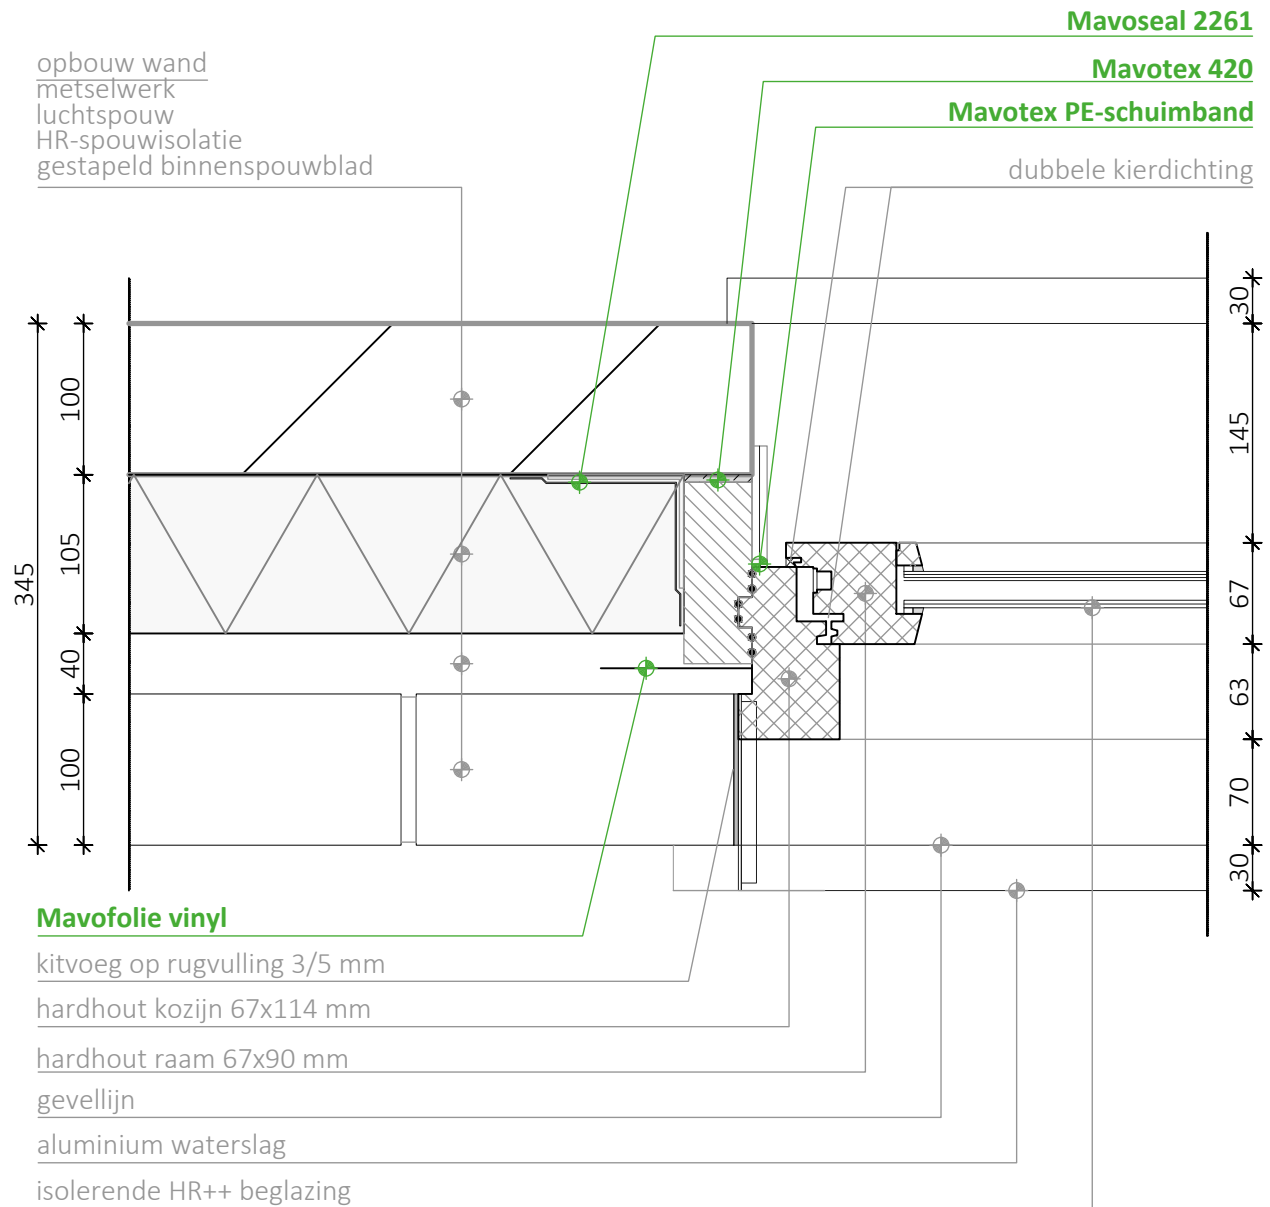 Mavoseal 2261
Mavotex 420
Mavotex PE-schuimband
dubbele kierdichting
opbouw wand
metselwerk
luchtspouw
HR-spouwisolatie
gestapeld binnenspouwblad
345
100
105
40
100
30
145
67
63
70
30
Mavofolie vinyl
kitvoeg op rugvulling 3/5 mm
hardhout kozijn 67x114 mm
hardhout raam 67x90 mm
gevellijn
aluminium waterslag
isolerende HR++ beglazing